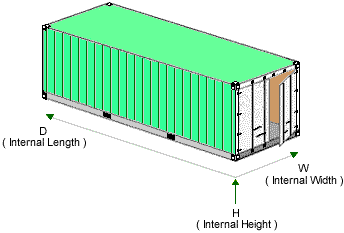 D
( Internal Length )
W
( Internal Width )
H
( Internal Height )